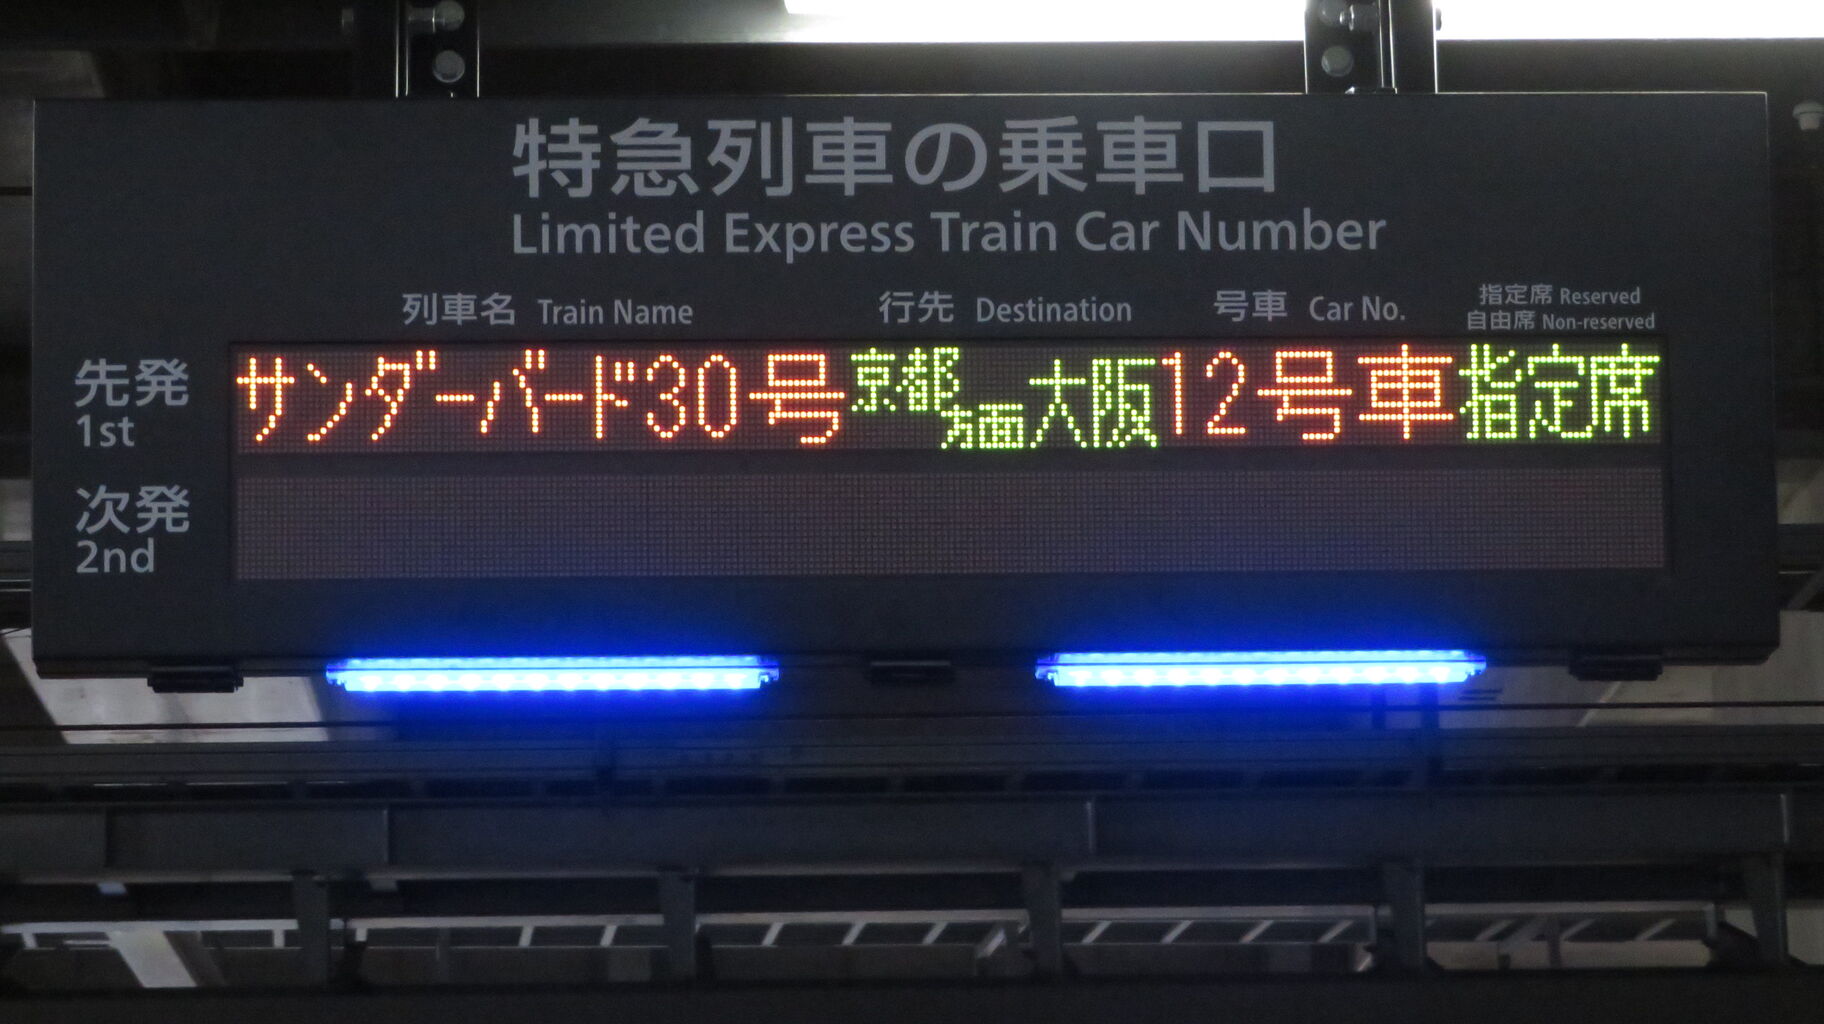 特急列車の乗車口
Limited Express Train Car Number
列車名 Train Name 行先 Destination 号車 Car No. 指定席 Reserved
自由席 Non-reserved
先発 サンダーバード30号 京都方面大阪 12号車 指定席
1st
次発
2nd